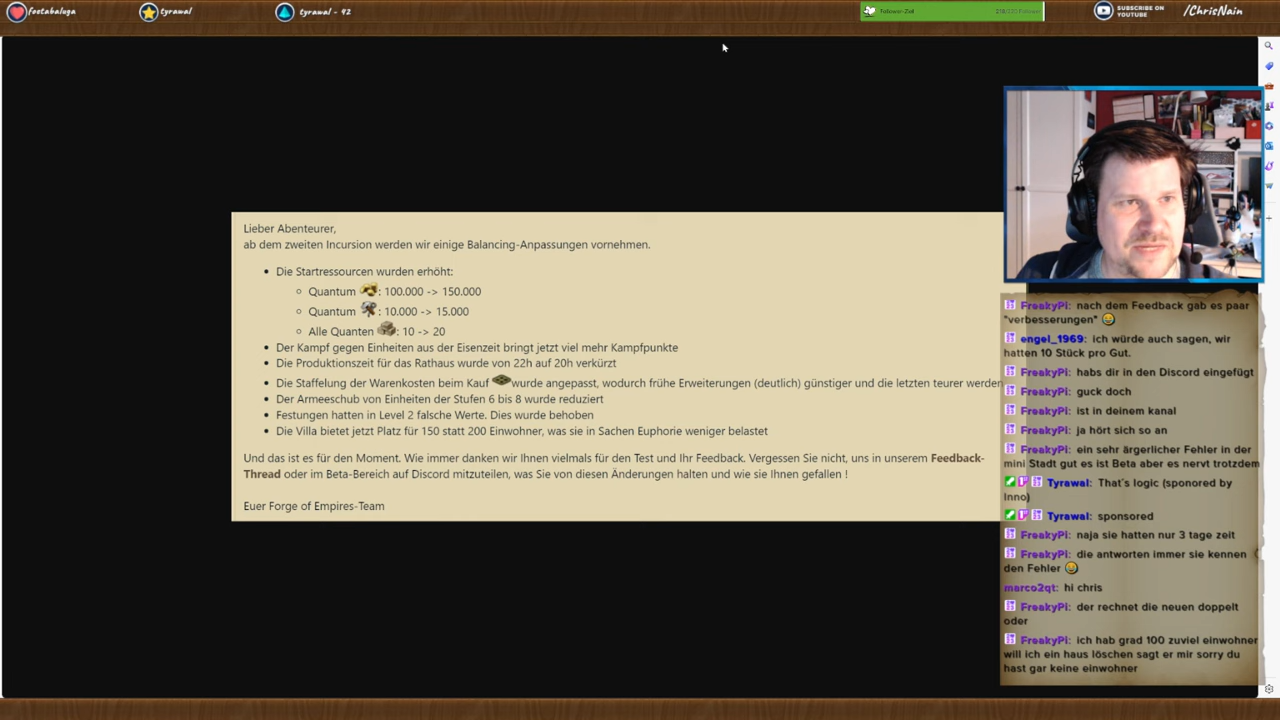 footabaluga
tyrawal
tyrawal - 42
Follower-Ziel
SUBSCRIBE ON
YOUTUBE
/ChrisNain
Lieber Abenteurer,
ab dem zweiten Incursion werden wir einige Balancing-Anpassungen vornehmen.
Die Startressourcen wurden erhöht:
Quantum : 100.000 -> 150.000
Quantum : 10.000 -> 15.000
Alle Quanten : 10 -> 20
Der Kampf gegen Einheiten aus der Eisenzeit bringt jetzt viel mehr Kampfpunkte
Die Produktionszeit für das Rathaus wurde von 22h auf 20h verkürzt
Die Staffelung der Warenkosten beim Kauf wurde angepasst, wodurch frühe Erweiterungen (deutlich) günstiger und die letzten teurer werden
Der Armeeschub von Einheiten der Stufen 6 bis 8 wurde reduziert
Festungen hatten in Level 2 falsche Werte. Dies wurde behoben
Die Villa bietet jetzt Platz für 150 statt 200 Einwohner, was sie in Sachen Euphorie weniger belastet
Und das ist es für den Moment. Wie immer danken wir Ihnen vielmals für den Test und Ihr Feedback. Vergessen Sie nicht, uns in unserem Feedback-
Thread oder im Beta-Bereich auf Discord mitzuteilen, was Sie von diesen Änderungen halten und wie sie Ihnen gefallen !
Euer Forge of Empires-Team
FreakyPi: nach dem Feedback gab es paar
"verbesserungen"
engel_1969: ich würde auch sagen, wir
hatten 10 Stück pro Gut.
FreakyPi: habs dir in den Discord eingefügt
FreakyPi: guck doch
FreakyPi: ist in deinem kanal
FreakyPi: ja hört sich so an
FreakyPi: ein sehr ärgerlicher Fehler in der
mini Stadt gut es ist Beta aber es nervt trotzdem
Tyrawal: That's logic (sponored by
Inno)
Tyrawal: sponsored
FreakyPi: naja sie hatten nur 3 tage zeit
FreakyPi: die antworten immer sie kennen
den Fehler
marco2qt: hi chris
FreakyPi: der rechnet die neuen doppelt
oder
FreakyPi: ich hab grad 100 zuviel einwohner
will ich ein haus löschen sagt er mir sorry du
hast gar keine einwohner